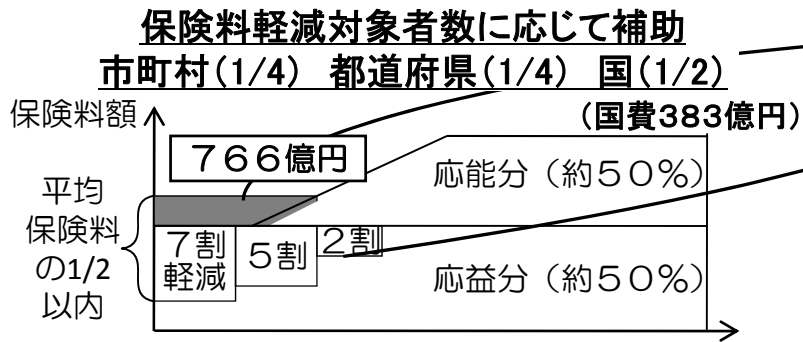 保険料軽減対象者数に応じて補助
市町村(1/4) 都道府県(1/4) 国(1/2)
(国費383億円)
保険料額
766億円
応能分（約５０％）
平均
保険料
の1/2
以内
７割
軽減
５割
２割
応益分（約５０％）